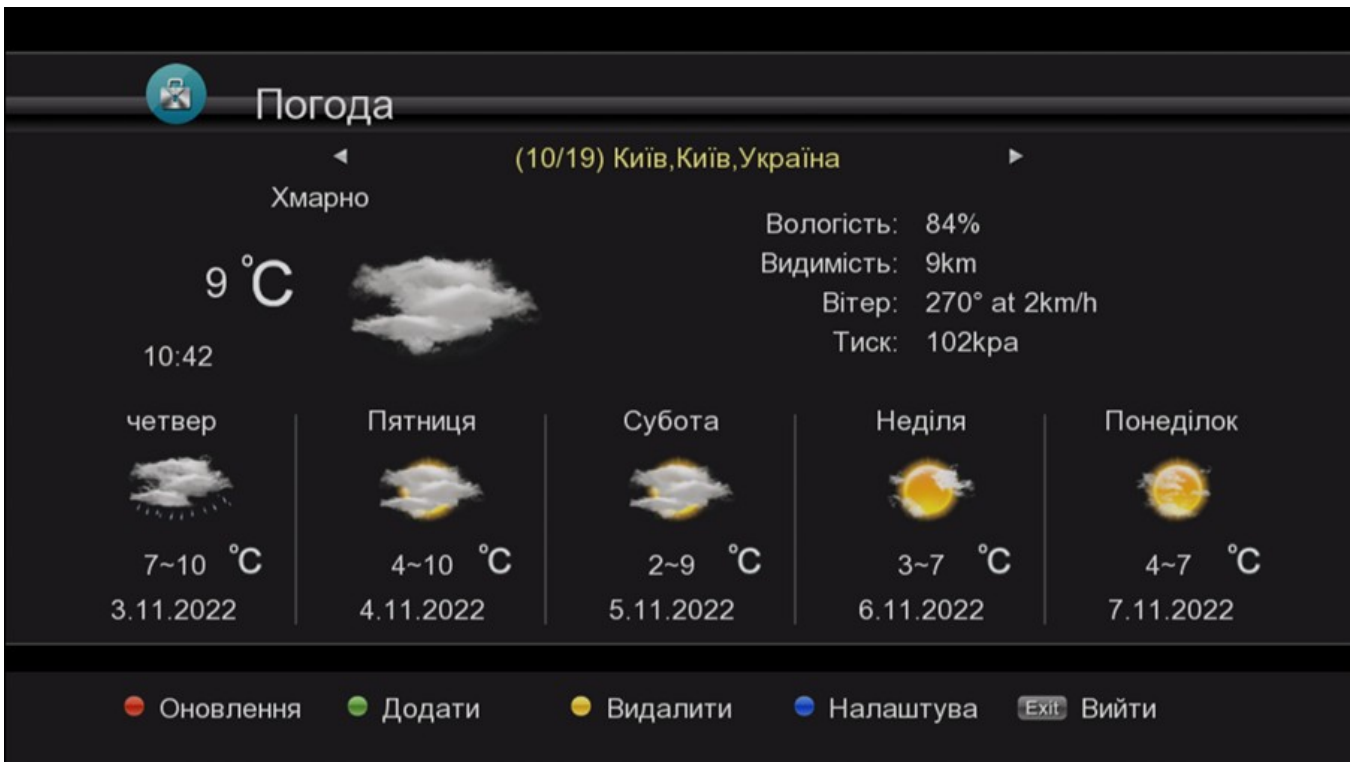 Погода
(10/19) Київ,Київ,Україна
Хмарно
9 °C
10:42
Вологість: 84%
Видимість: 9km
Вітер: 270° at 2km/h
Тиск: 102kpa
четвер Пятниця Субота Неділя Понеділок
7~10 °C 4~10 °C 2~9 °C 3~7 °C 4~7 °C
3.11.2022 4.11.2022 5.11.2022 6.11.2022 7.11.2022
Оновлення Додати Видалити Налаштува Exit Вийти